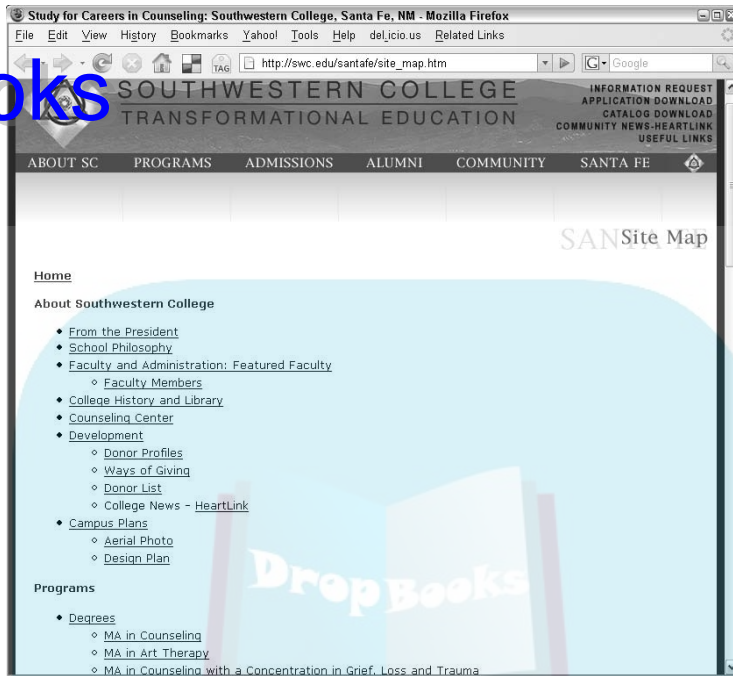 Study for Careers in Counseling: Southwestern College, Santa Fe, NM - Mozilla Firefox
File Edit View History Bookmarks Yahoo! Tools Help del.icio.us Related Links
TAG http://swc.edu/santafe/site_map.htm G Google
oks
SOUTHWESTERN COLLEGE
TRANSFORMATIONAL EDUCATION
INFORMATION REQUEST
APPLICATION DOWNLOAD
CATALOG DOWNLOAD
COMMUNITY NEWS-HEARTLINK
USEFUL LINKS
ABOUT SC PROGRAMS ADMISSIONS ALUMNI COMMUNITY SANTA FE
SANTA FE
Site Map
Home
About Southwestern College
From the President
School Philosophy
Faculty and Administration: Featured Faculty
Faculty Members
College History and Library
Counseling Center
Development
Donor Profiles
Ways of Giving
Donor List
College News - HeartLink
Campus Plans
Aerial Photo
Design Plan
DropBooks
Programs
Degrees
MA in Counseling
MA in Art Therapy
MA in Counseling with a Concentration in Grief, Loss and Trauma